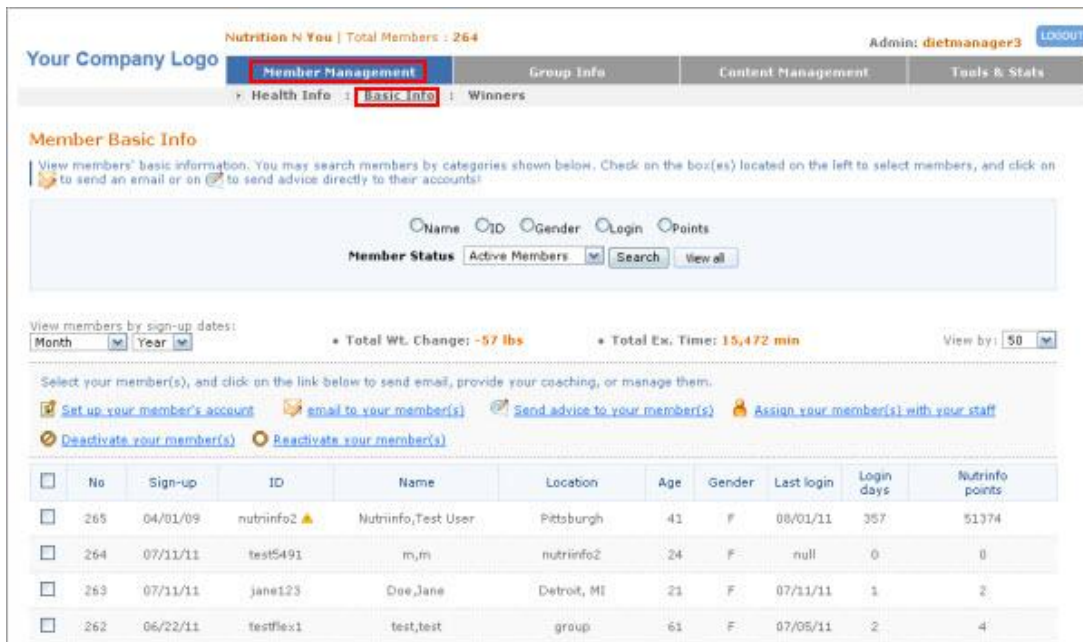 Nutrition N You | Total Members : 264
Admin: dietmanager3
LOGOUT
Your Company Logo
Member Management
Group Info
Content Management
Tools & Stats
Health Info : Basic Info : Winners
Member Basic Info
View members' basic information. You may search members by categories shown below. Check on the box(es) located on the left to select members, and click on
to send an email or on to send advice directly to their accounts!
Name ID Gender Login Points
Member Status Active Members Search View all
View members by sign-up dates:
Month Year • Total Wt. Change: -57 lbs • Total Ex. Time: 15,472 min View by: 50
Select your member(s), and click on the link below to send email, provide your coaching, or manage them.
Set up your member's account email to your member(s) Send advice to your member(s) Assign your member(s) with your staff
Deactivate your member(s) Reactivate your member(s)
No Sign-up ID Name Location Age Gender Last login Login days Nutrinfo points
265 04/01/09 nutriinfo2 Nutriinfo,Test User Pittsburgh 41 F 08/01/11 357 51374
264 07/11/11 test5491 m,m nutriinfo2 24 F null 0 0
263 07/11/11 jane123 Doe,Jane Detroit, MI 21 F 07/11/11 1 2
262 06/22/11 testflex1 test,test group 61 F 07/05/11 2 4